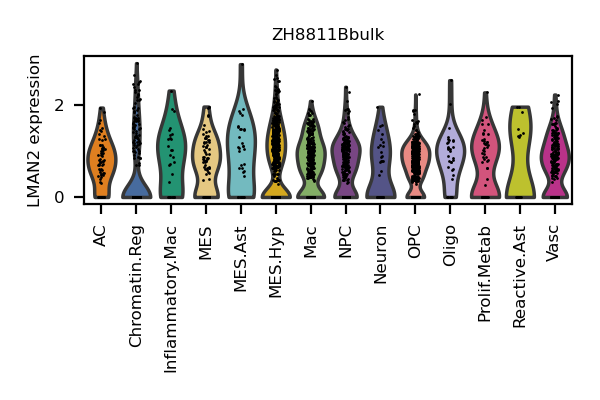 ZH8811Bbulk
LMAN2 expression
2
0
AC
Chromatin.Reg
Inflammatory.Mac
MES
MES.Ast
MES.Hyp
Mac
NPC
Neuron
OPC
Oligo
Prolif.Metab
Reactive.Ast
Vasc